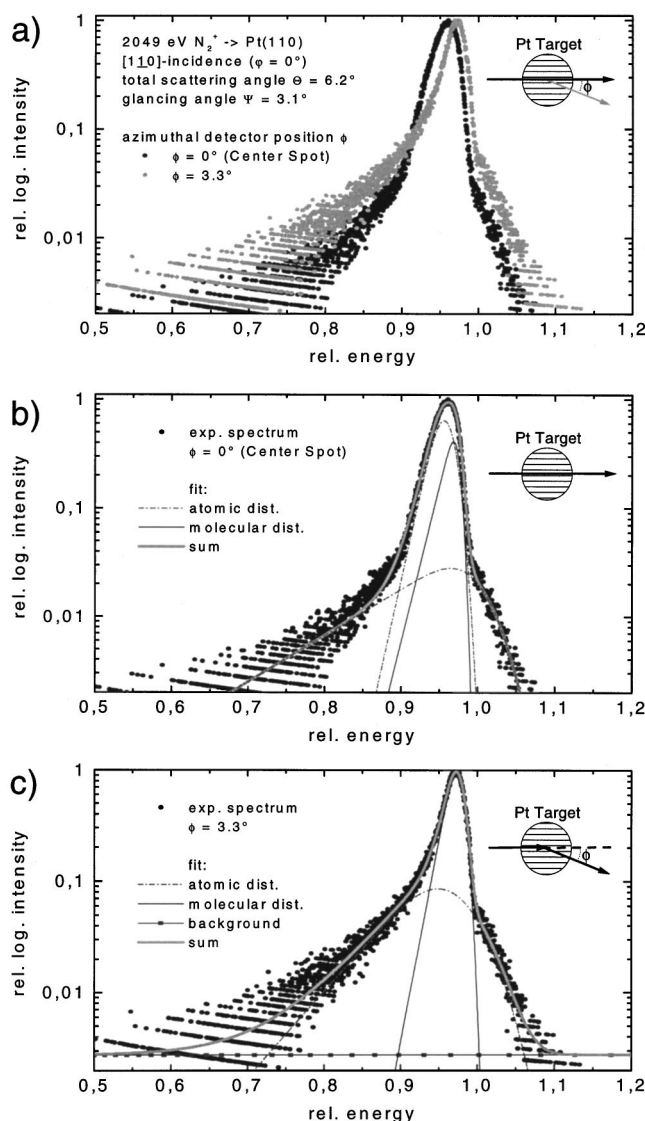 a)
2049 eV N₂⁺ -> Pt(110)
[11̲0]-incidence (φ = 0°)
total scattering angle Θ = 6.2°
glancing angle Ψ = 3.1°
azimuthal detector position ϕ
ϕ = 0° (Center Spot)
ϕ = 3.3°
Pt Target
ϕ
rel. log. intensity
1
0,1
0,01
0,5 0,6 0,7 0,8 0,9 1,0 1,1 1,2
rel. energy
b)
exp. spectrum
ϕ = 0° (Center Spot)
fit:
atomic dist.
molecular dist.
sum
Pt Target
rel. log. intensity
1
0,1
0,01
0,5 0,6 0,7 0,8 0,9 1,0 1,1 1,2
rel. energy
c)
exp. spectrum
ϕ = 3.3°
fit:
atomic dist.
molecular dist.
background
sum
Pt Target
ϕ
rel. log. intensity
1
0,1
0,01
0,5 0,6 0,7 0,8 0,9 1,0 1,1 1,2
rel. energy